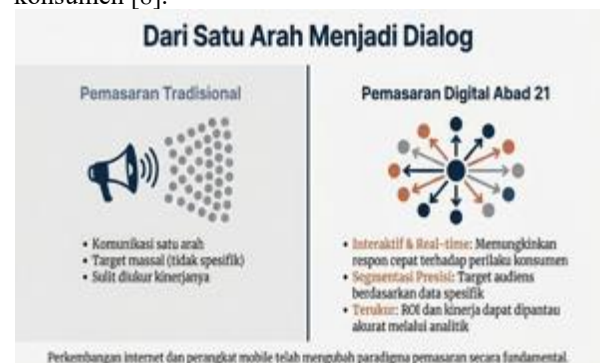 konsumen [8].
Dari Satu Arah Menjadi Dialog
Pemasaran Tradisional
• Komunikasi satu arah
• Target massal (tidak spesifik)
• Sulit diukur kinerjanya
Pemasaran Digital Abad 21
• Interaktif & Real-time: Memungkinkan
respon cepat terhadap perilaku konsumen
• Segmentasi Presisi: Target audiens
berdasarkan data spesifik
• Terukur: ROI dan kinerja dapat dipantau
akurat melalui analitik
Perkembangan internet dan perangkat mobile telah mengubah paradigma pemasaran secara fundamental.